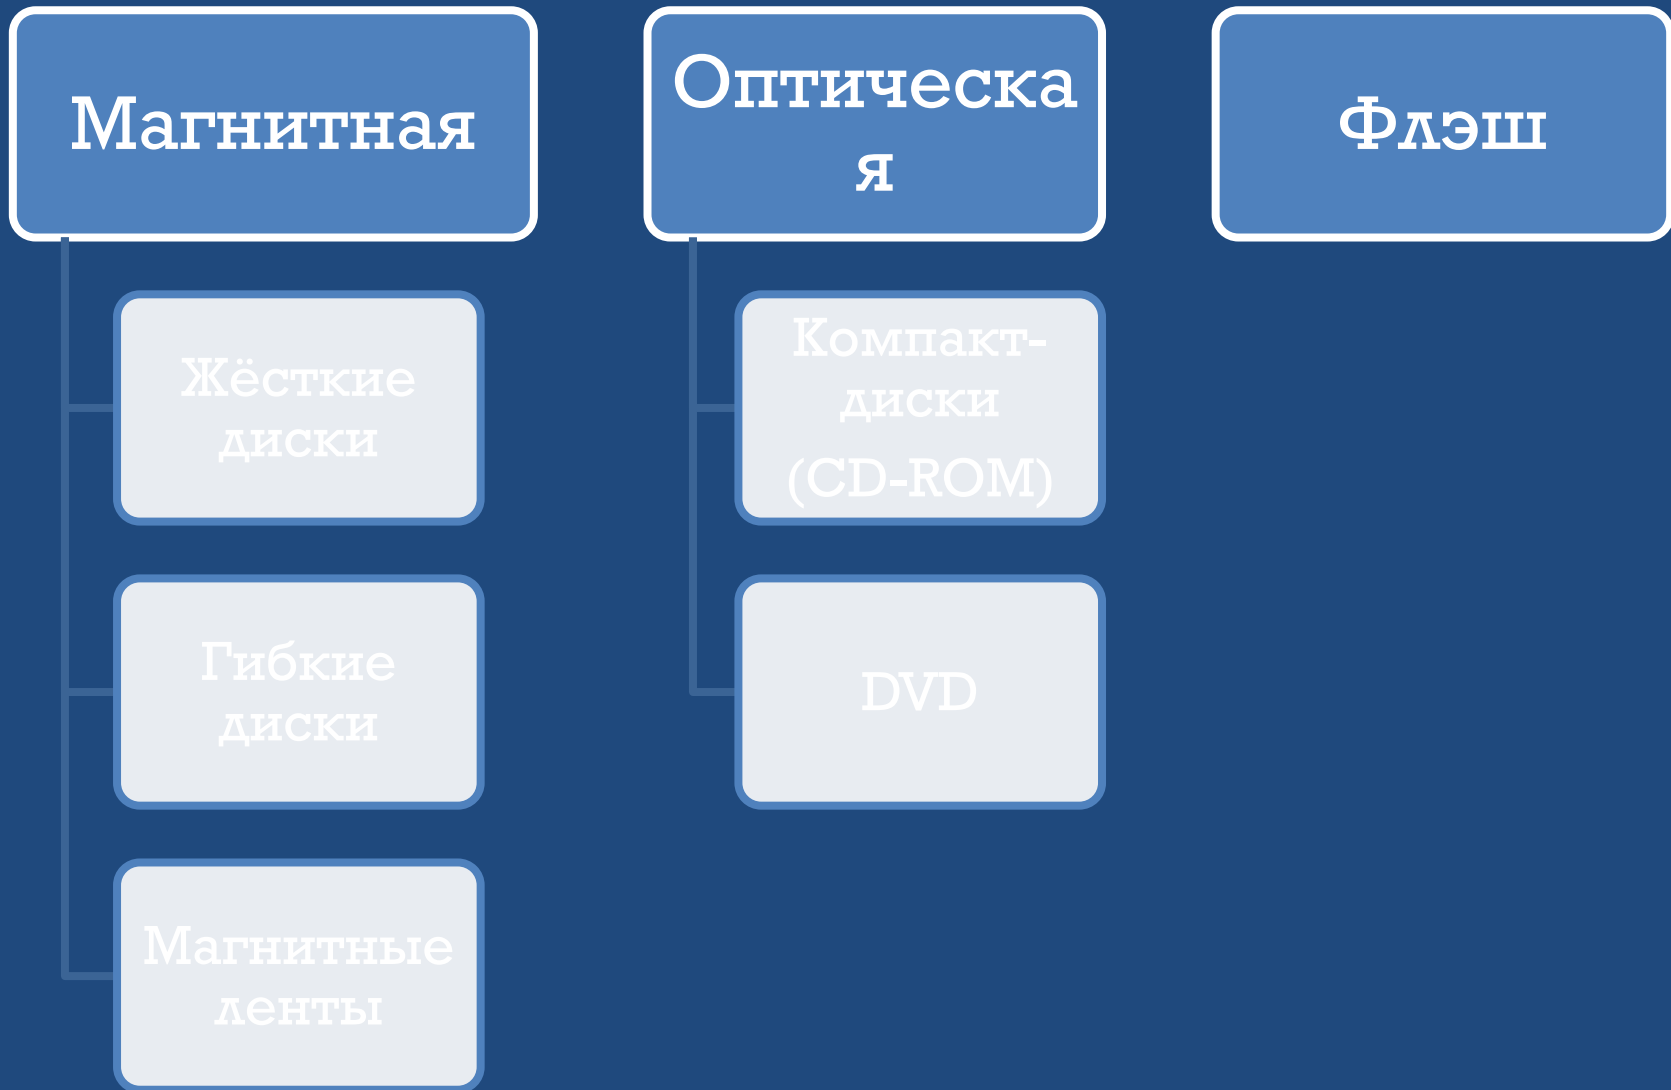 Магнитная
Оптическа
я
Флэш
Жёсткие
диски
Гибкие
диски
Магнитные
ленты
Компакт-
диски
(CD-ROM)
DVD